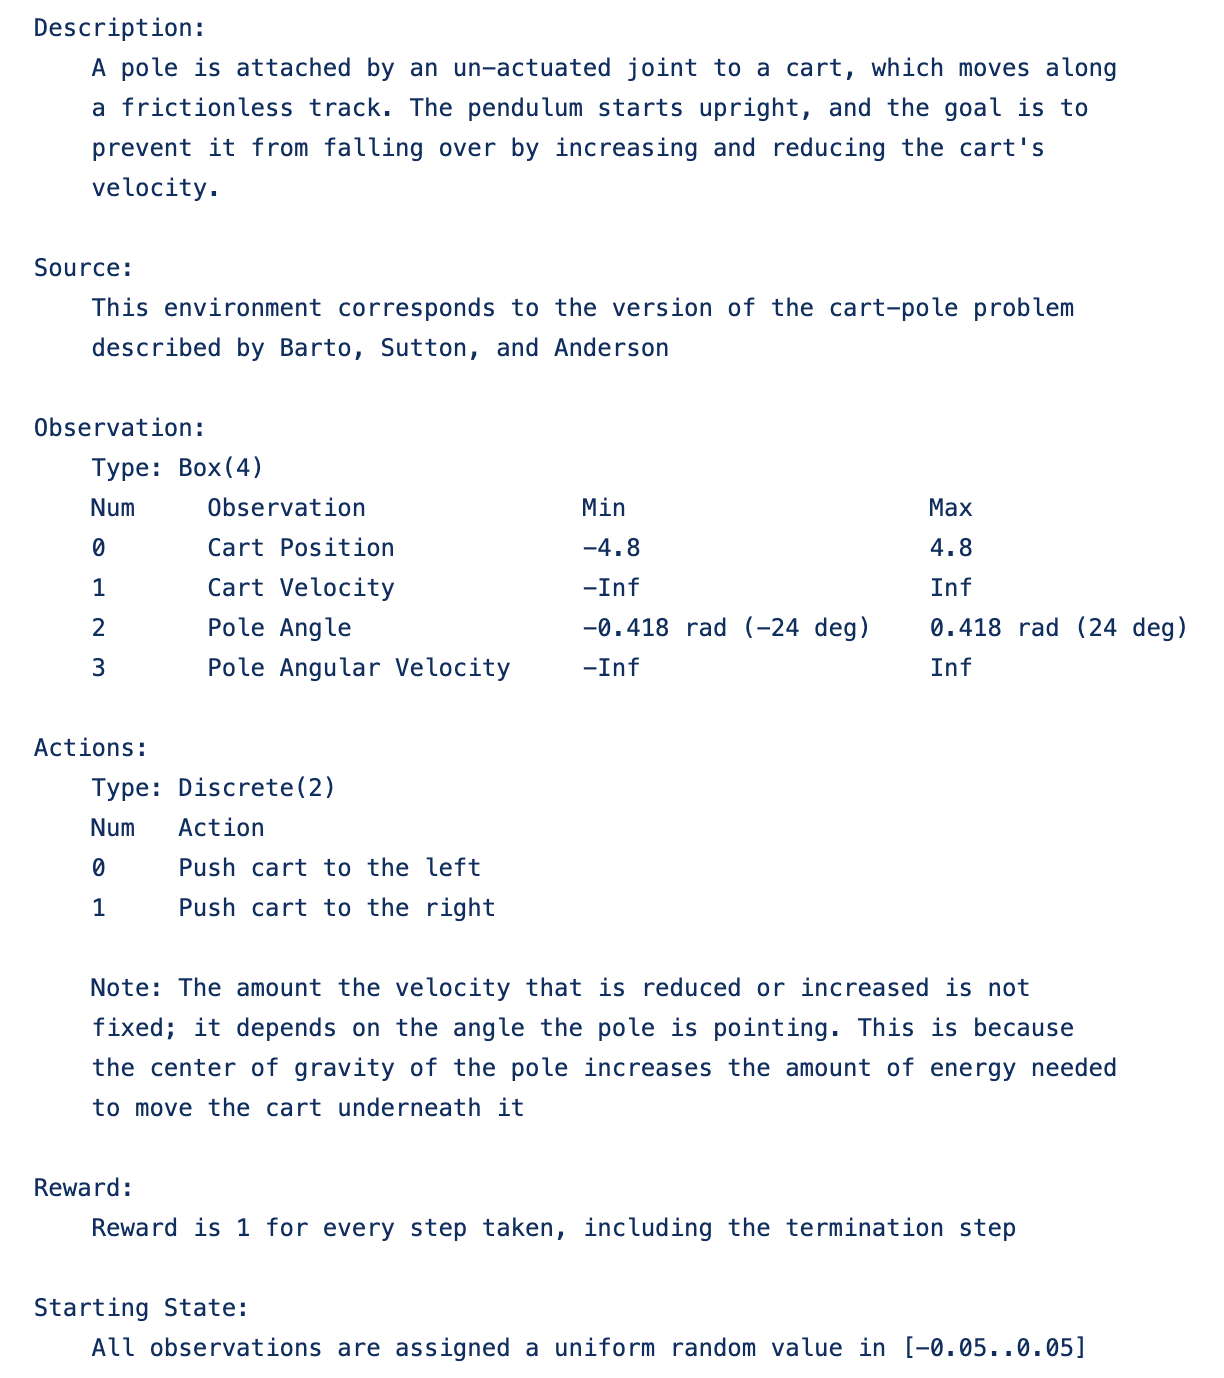 Description:
A pole is attached by an un-actuated joint to a cart, which moves along
a frictionless track. The pendulum starts upright, and the goal is to
prevent it from falling over by increasing and reducing the cart's
velocity.
Source:
This environment corresponds to the version of the cart-pole problem
described by Barto, Sutton, and Anderson
Observation:
Type: Box(4)
Num Observation Min Max
0 Cart Position -4.8 4.8
1 Cart Velocity -Inf Inf
2 Pole Angle -0.418 rad (-24 deg) 0.418 rad (24 deg)
3 Pole Angular Velocity -Inf Inf
Actions:
Type: Discrete(2)
Num Action
0 Push cart to the left
1 Push cart to the right
Note: The amount the velocity that is reduced or increased is not
fixed; it depends on the angle the pole is pointing. This is because
the center of gravity of the pole increases the amount of energy needed
to move the cart underneath it
Reward:
Reward is 1 for every step taken, including the termination step
Starting State:
All observations are assigned a uniform random value in [-0.05..0.05]